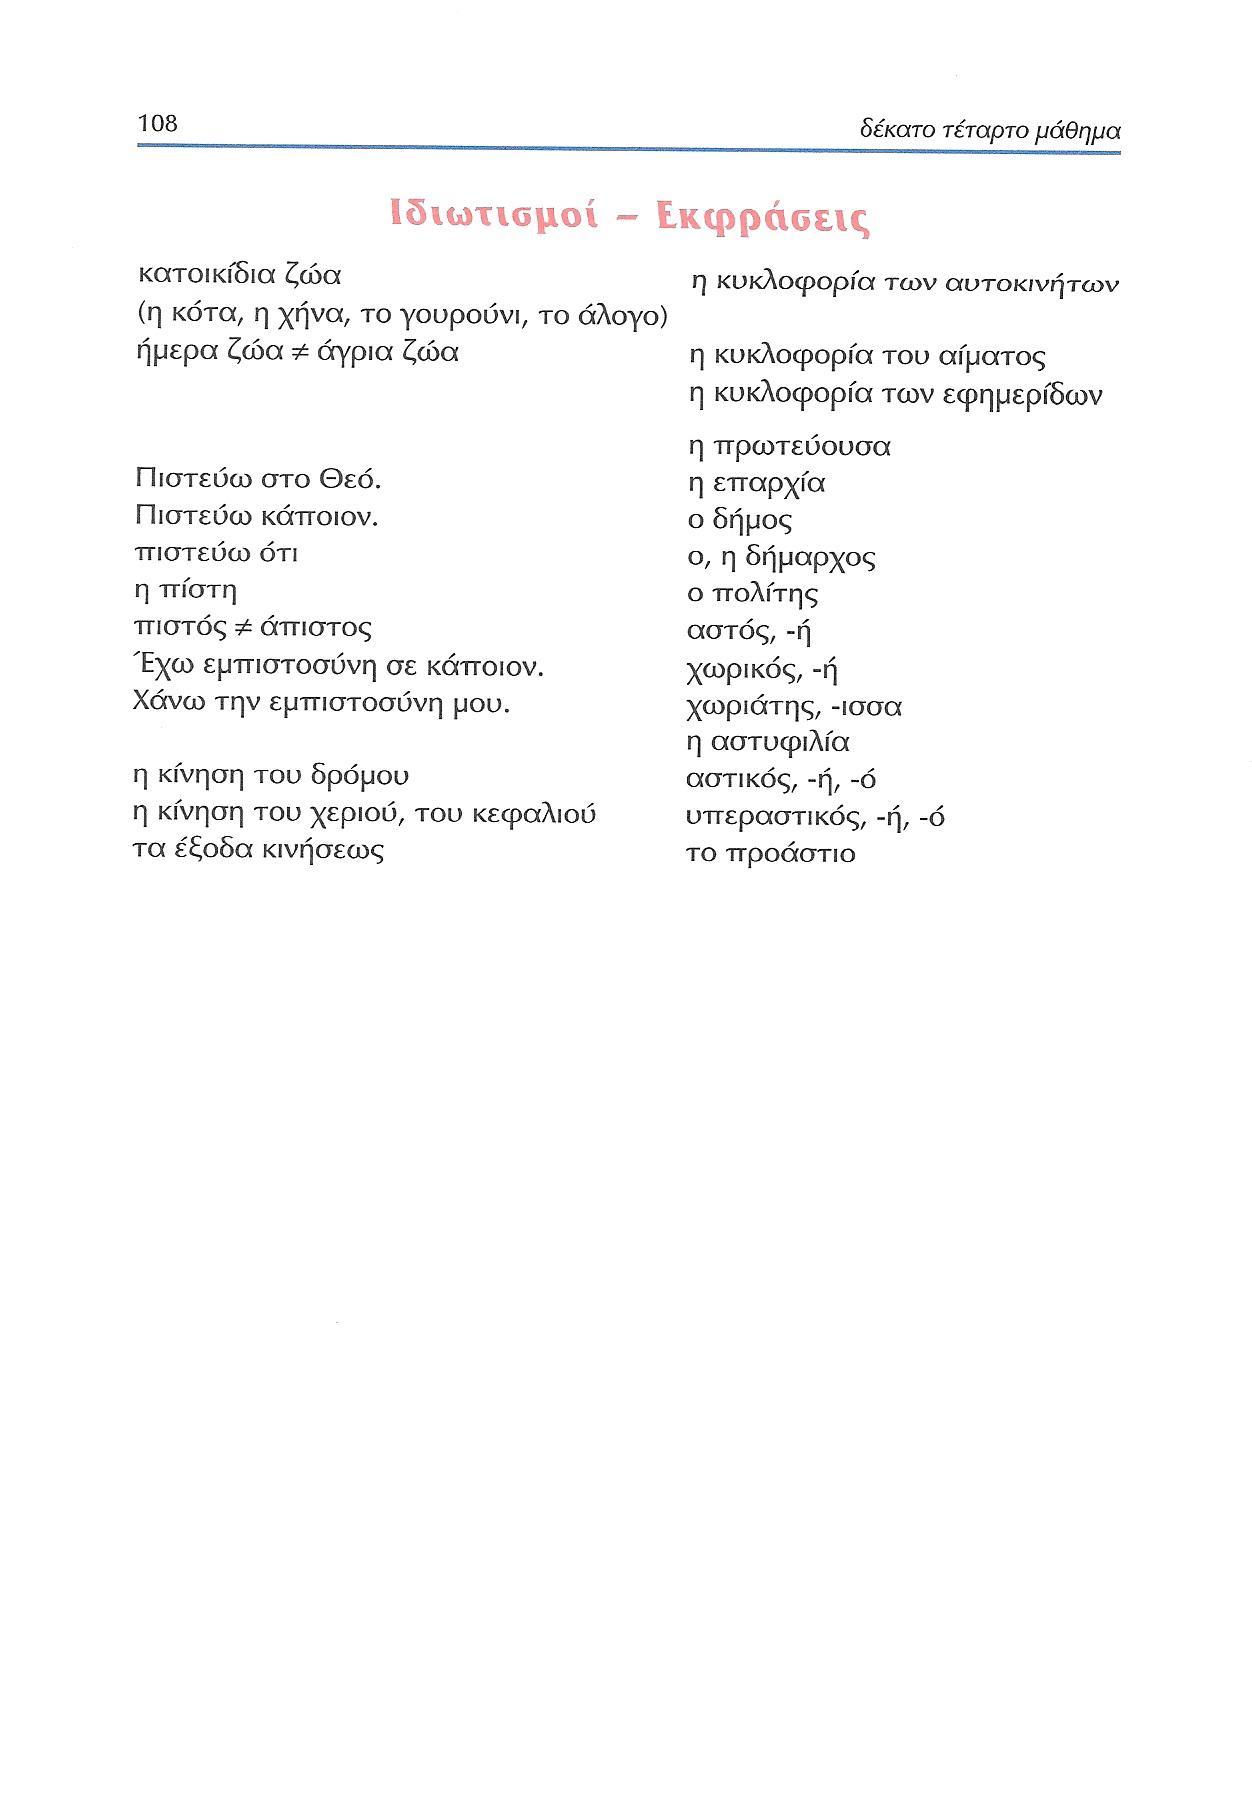 108
δέκατο τέταρτο μάθημα
Ιδιωτισμοί – Εκφράσεις
κατοικίδια ζώα
(η κότα, η χήνα, το γουρούνι, το άλογο)
ήμερα ζώα ≠ άγρια ζώα
Πιστεύω στο Θεό.
Πιστεύω κάποιον.
πιστεύω ότι
η πίστη
πιστός ≠ άπιστος
Έχω εμπιστοσύνη σε κάποιον.
Χάνω την εμπιστοσύνη μου.
η κίνηση του δρόμου
η κίνηση του χεριού, του κεφαλιού
τα έξοδα κινήσεως
η κυκλοφορία των αυτοκινήτων
η κυκλοφορία του αίματος
η κυκλοφορία των εφημερίδων
η πρωτεύουσα
η επαρχία
ο δήμος
ο, η δήμαρχος
ο πολίτης
αστός, -ή
χωρικός, -ή
χωριάτης, -ισσα
η αστυφιλία
αστικός, -ή, -ό
υπεραστικός, -ή, -ό
το προάστιο